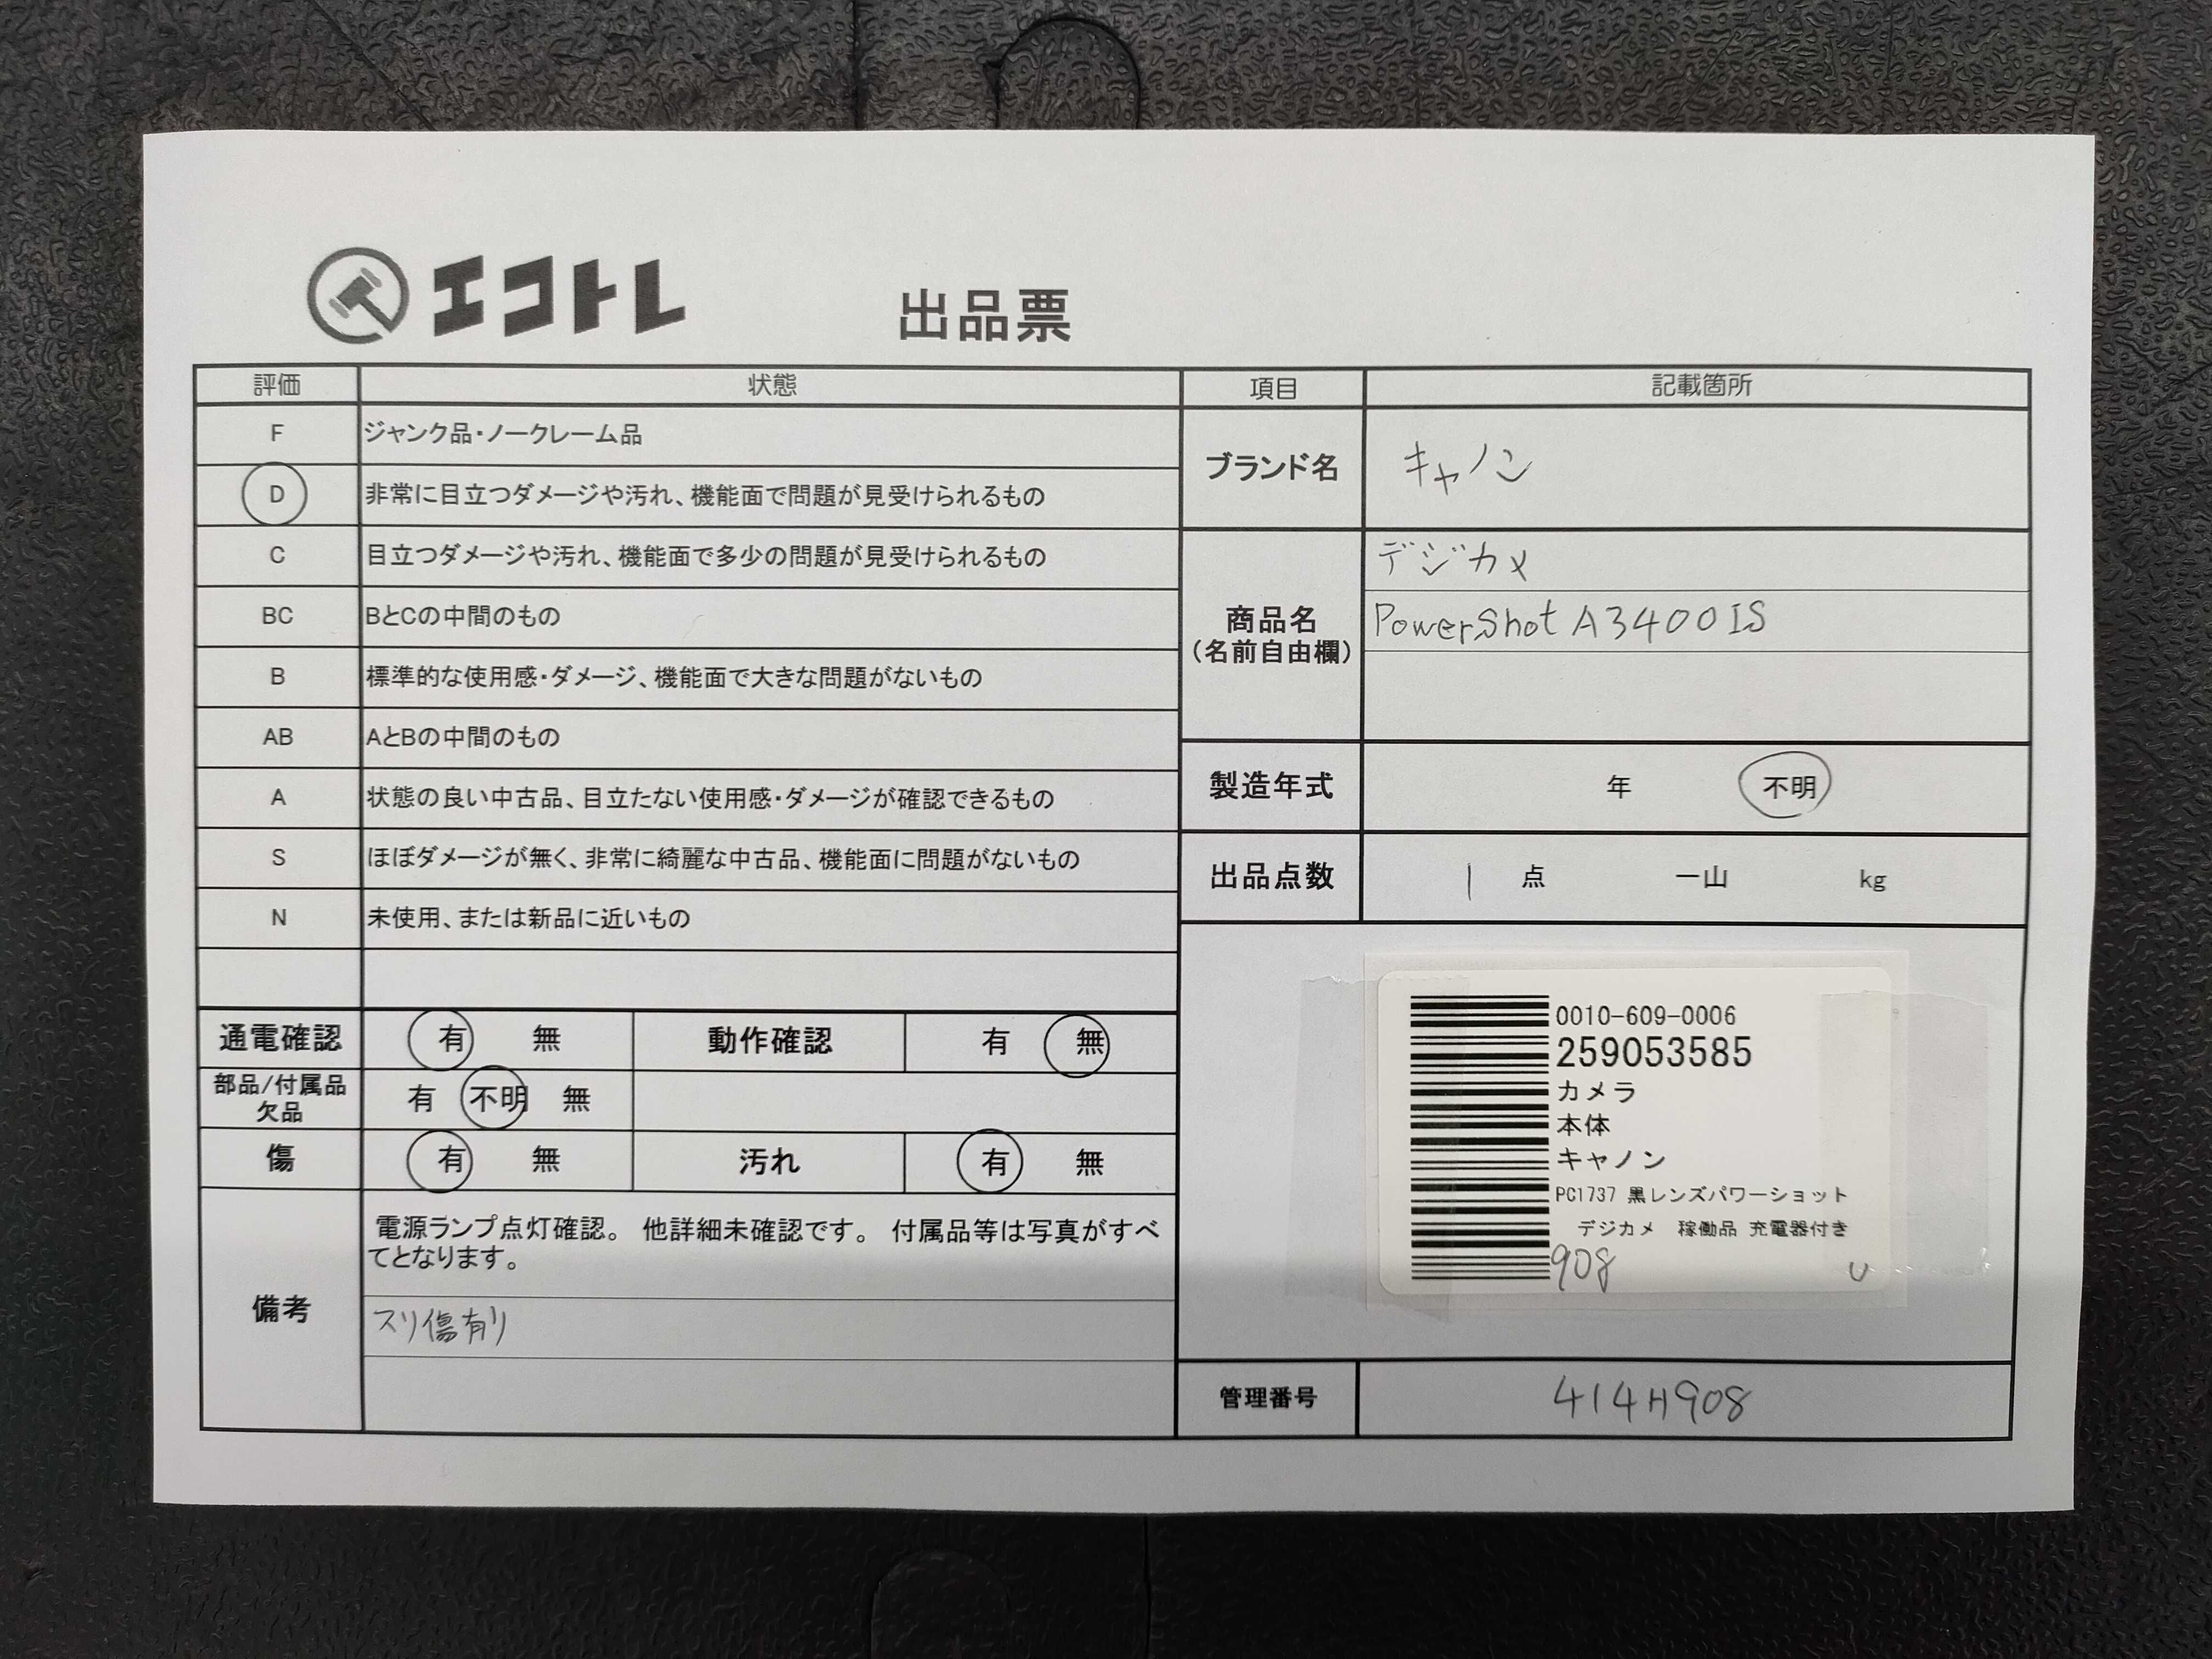 エコトレ
出品票
評価 状態
F ジャンク品・ノークレーム品
D 非常に目立つダメージや汚れ、機能面で問題が見受けられるもの
C 目立つダメージや汚れ、機能面で多少の問題が見受けられるもの
BC BとCの中間のもの
B 標準的な使用感・ダメージ、機能面で大きな問題がないもの
AB AとBの中間のもの
A 状態の良い中古品、目立たない使用感・ダメージが確認できるもの
S ほぼダメージが無く、非常に綺麗な中古品、機能面に問題がないもの
N 未使用、または新品に近いもの
通電確認 有 無 動作確認 有 無
部品/付属品
欠品 有 不明 無
傷 有 無 汚れ 有 無
備考
電源ランプ点灯確認。 他詳細未確認です。 付属品等は写真がすべ
てとなります。
スリ傷有り
項目 記載箇所
ブランド名 キャノン
商品名
(名前自由欄)
デジカメ
PowerShot A3400IS
製造年式 年 不明
出品点数 1 点 一山 kg
0010-609-0006
259053585
カメラ
本体
キャノン
PC1737 黒レンズパワーショット
デジカメ 稼働品 充電器付き
908 U
管理番号 414H908